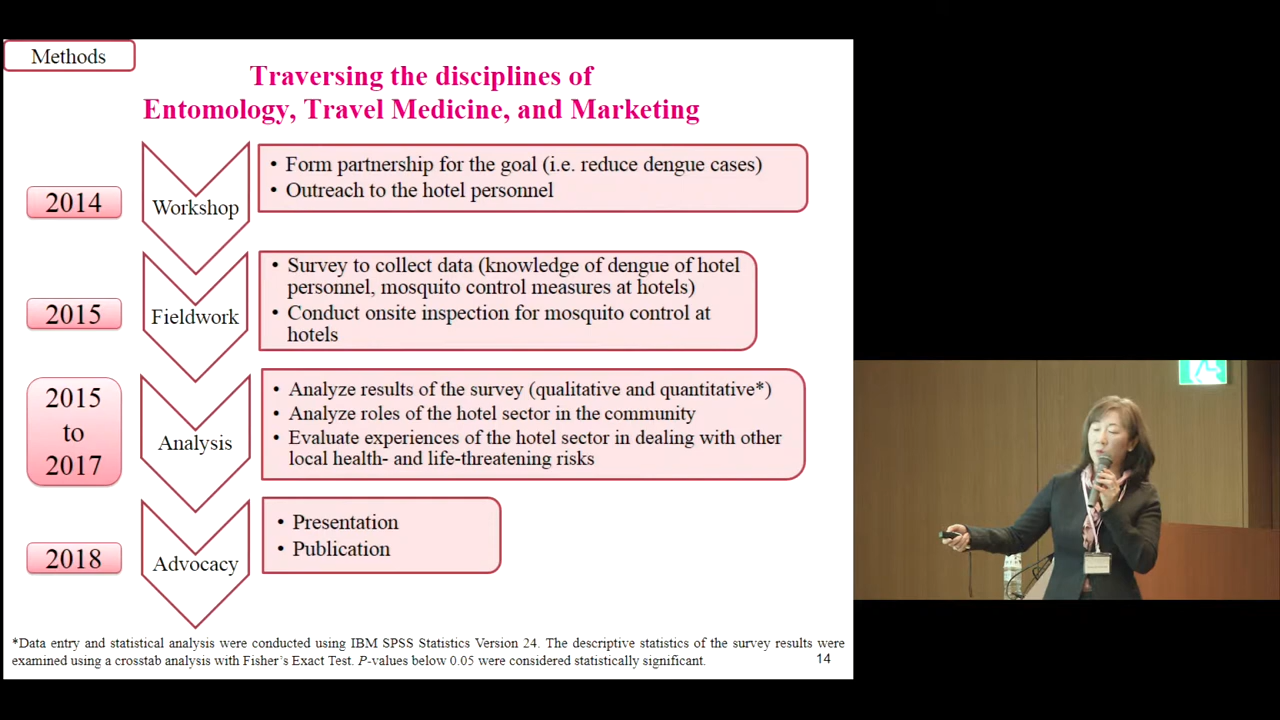 Methods
Traversing the disciplines of
Entomology, Travel Medicine, and Marketing
2014
Workshop
• Form partnership for the goal (i.e. reduce dengue cases)
• Outreach to the hotel personnel
2015
Fieldwork
• Survey to collect data (knowledge of dengue of hotel
personnel, mosquito control measures at hotels)
• Conduct onsite inspection for mosquito control at
hotels
2015
to
2017
Analysis
• Analyze results of the survey (qualitative and quantitative*)
• Analyze roles of the hotel sector in the community
• Evaluate experiences of the hotel sector in dealing with other
local health- and life-threatening risks
2018
Advocacy
• Presentation
• Publication
*Data entry and statistical analysis were conducted using IBM SPSS Statistics Version 24. The descriptive statistics of the survey results were
examined using a crosstab analysis with Fisher's Exact Test. P-values below 0.05 were considered statistically significant.
14